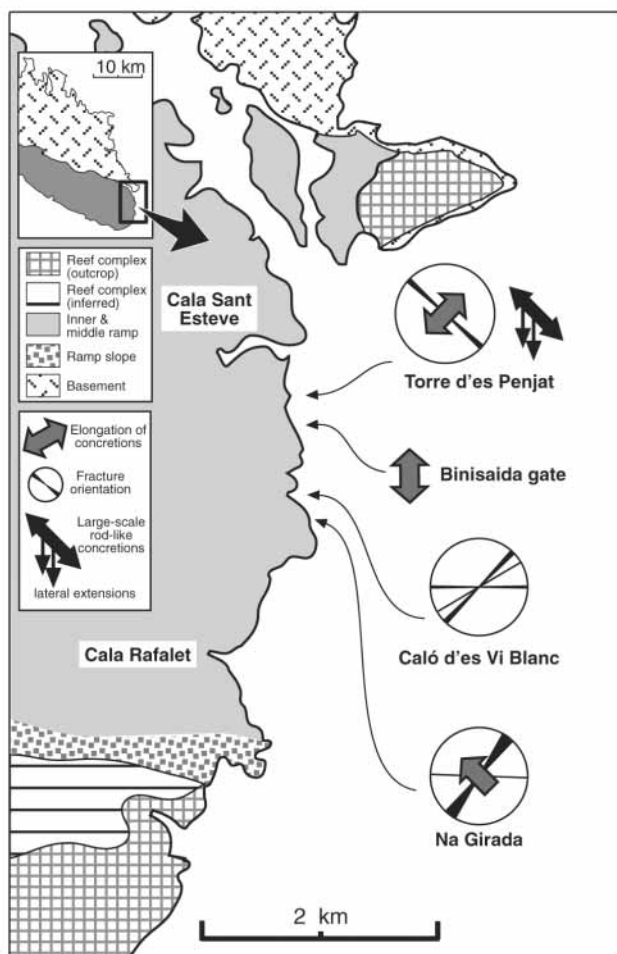 10 km
Reef complex
(outcrop)
Reef complex
(inferred)
Inner &
middle ramp
Ramp slope
Basement
Elongation of
concretions
Fracture
orientation
Large-scale
rod-like
concretions
lateral extensions
Cala Sant
Esteve
Torre d'es Penjat
Binisaida gate
Caló d'es Vi Blanc
Cala Rafalet
Na Girada
2 km